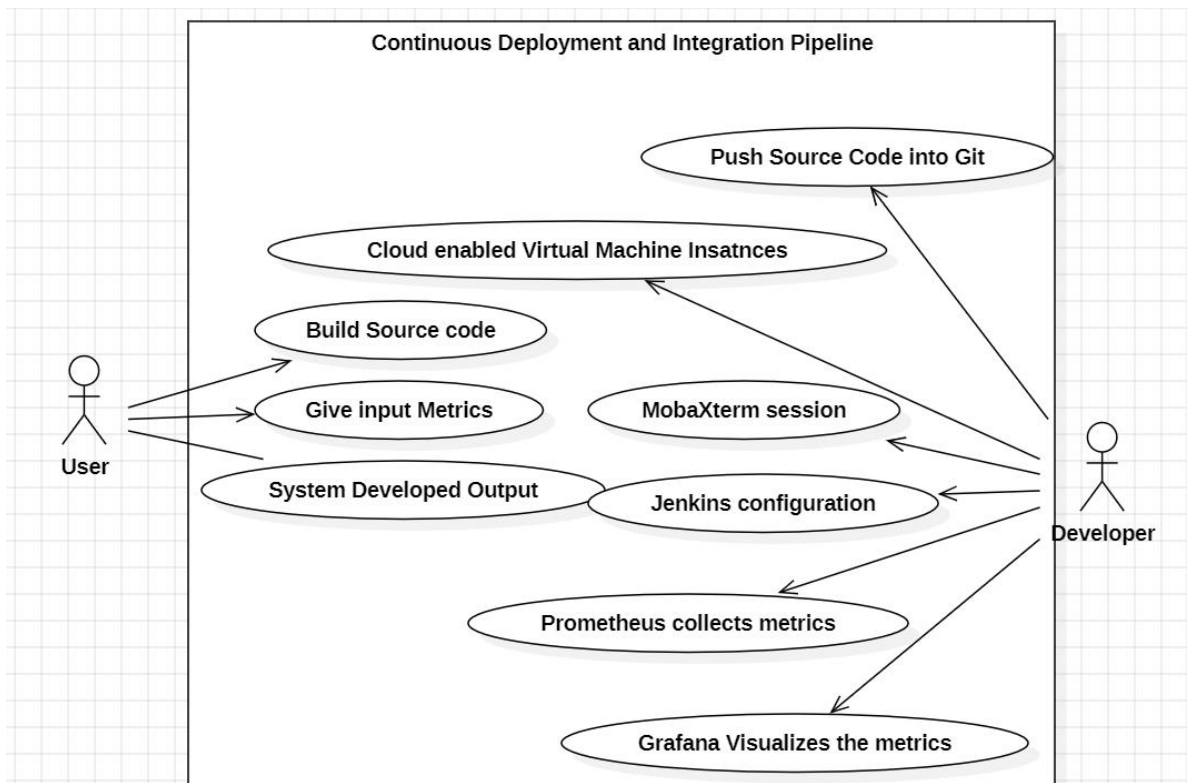 Continuous Deployment and Integration Pipeline
Push Source Code into Git
Cloud enabled Virtual Machine Insatnces
Build Source code
Give input Metrics
MobaXterm session
User
System Developed Output
Jenkins configuration
Developer
Prometheus collects metrics
Grafana Visualizes the metrics